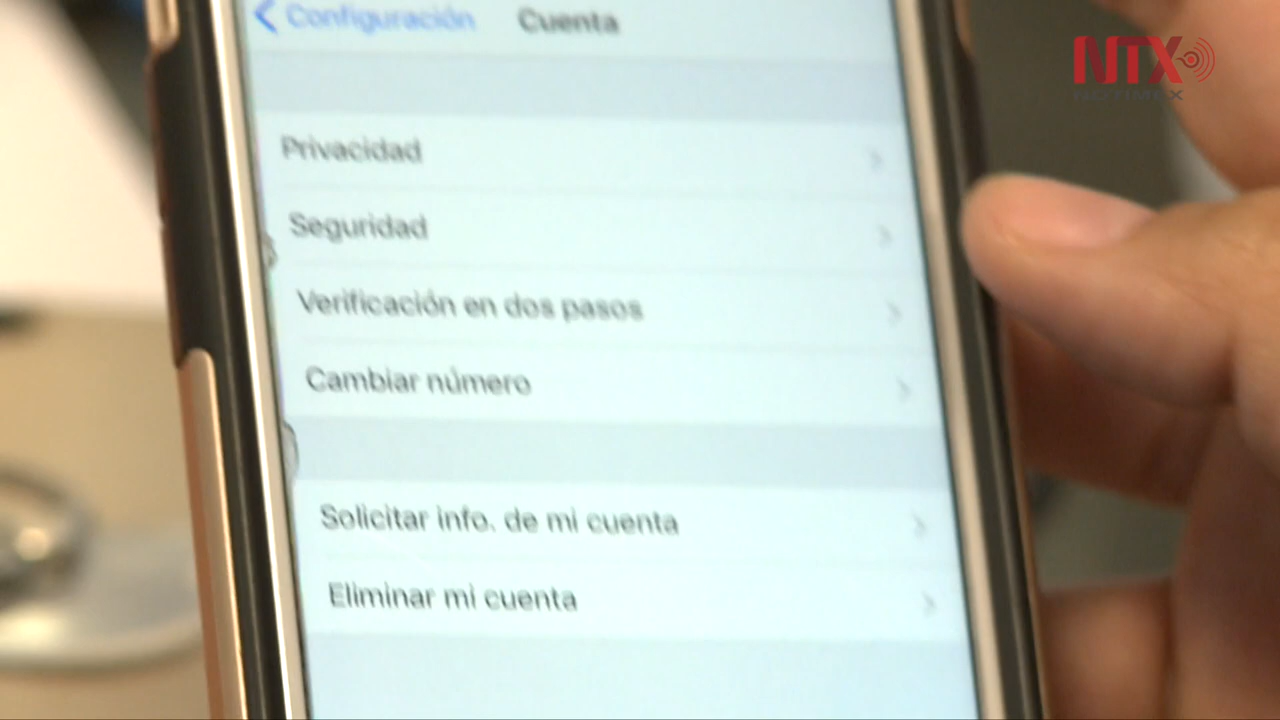 Configuración Cuenta
NTX
NOTIMEX
Privacidad
Seguridad
Verificación en dos pasos
Cambiar número
Solicitar info. de mi cuenta
Eliminar mi cuenta